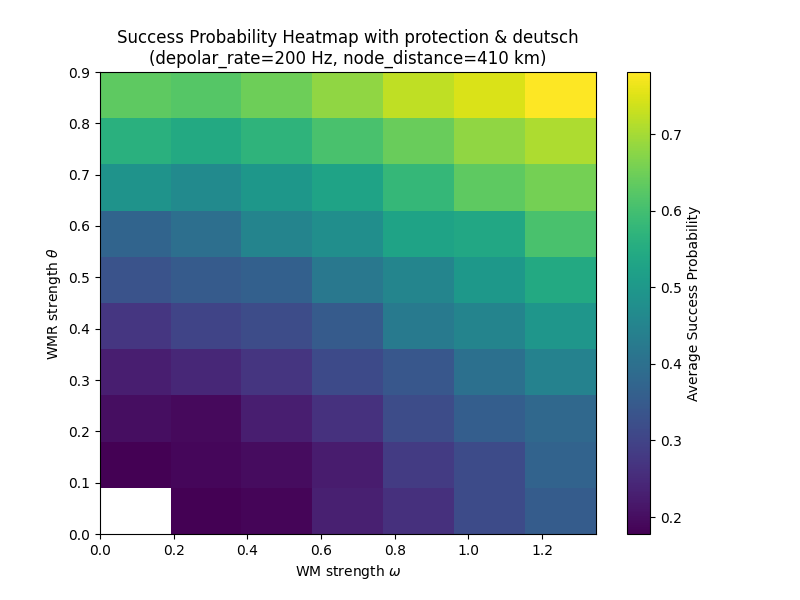 Success Probability Heatmap with protection & deutsch
(depolar_rate=200 Hz, node_distance=410 km)
0.9
0.8
0.7
0.6
0.5
0.4
0.3
0.2
0.1
0.0
WMR strength θ
0.0 0.2 0.4 0.6 0.8 1.0 1.2
WM strength ω
0.7
0.6
0.5
0.4
0.3
0.2
Average Success Probability